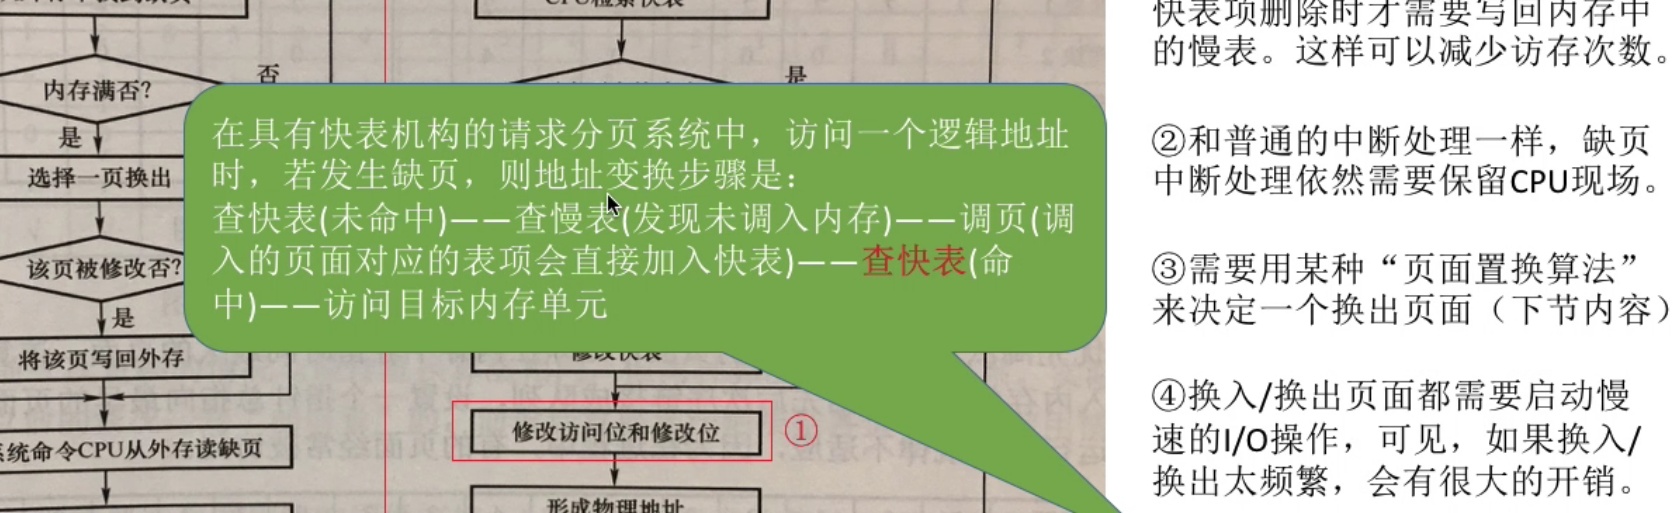 否
是
内存满否?
是
选择一页换出
该页被修改否?
是
将该页写回外存
系统命令CPU从外存读缺页
在具有快表机构的请求分页系统中，访问一个逻辑地址
时，若发生缺页，则地址变换步骤是：
查快表(未命中)——查慢表(发现未调入内存)——调页(调
入的页面对应的表项会直接加入快表)——查快表(命
中)——访问目标内存单元
修改快表
修改访问位和修改位
①
形成物理地址
快表项删除时才需要写回内存中
的慢表。这样可以减少访存次数。
②和普通的中断处理一样，缺页
中断处理依然需要保留CPU现场。
③需要用某种“页面置换算法”
来决定一个换出页面（下节内容）
④换入/换出页面都需要启动慢
速的I/O操作，可见，如果换入/
换出太频繁，会有很大的开销。